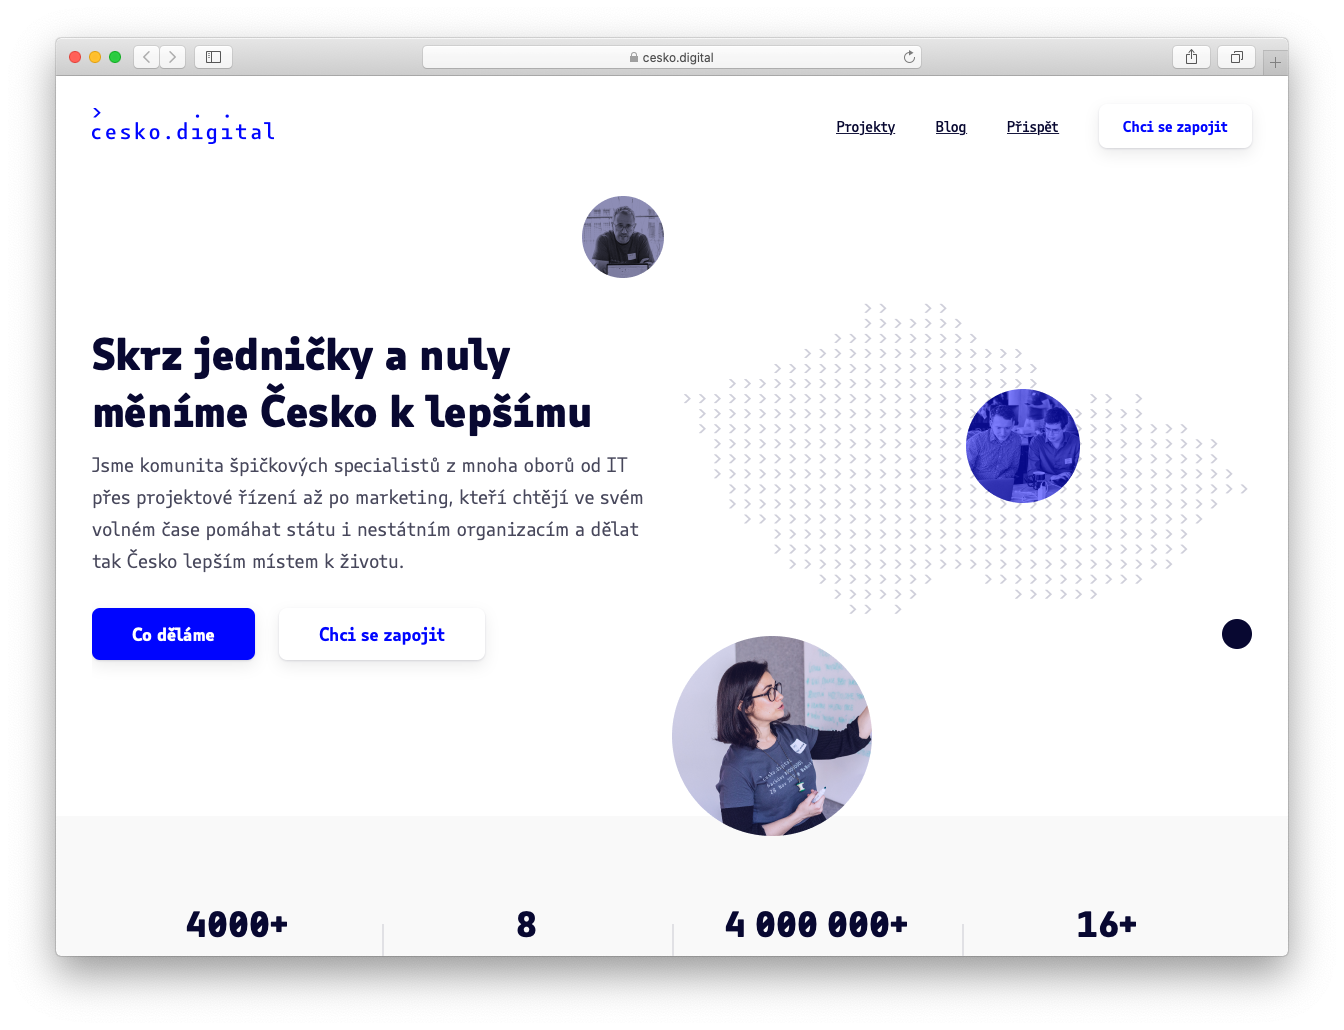 cesko.digital
cesko.digital
Projekty
Blog
Přispět
Chci se zapojit
Skrz jedničky a nuly
měníme Česko k lepšímu
Jsme komunita špičkových specialistů z mnoha oborů od IT
přes projektové řízení až po marketing, kteří chtějí ve svém
volném čase pomáhat státu i nestátním organizacím a dělat
tak Česko lepším místem k životu.
Co děláme
Chci se zapojit
4000+
8
4 000 000+
16+